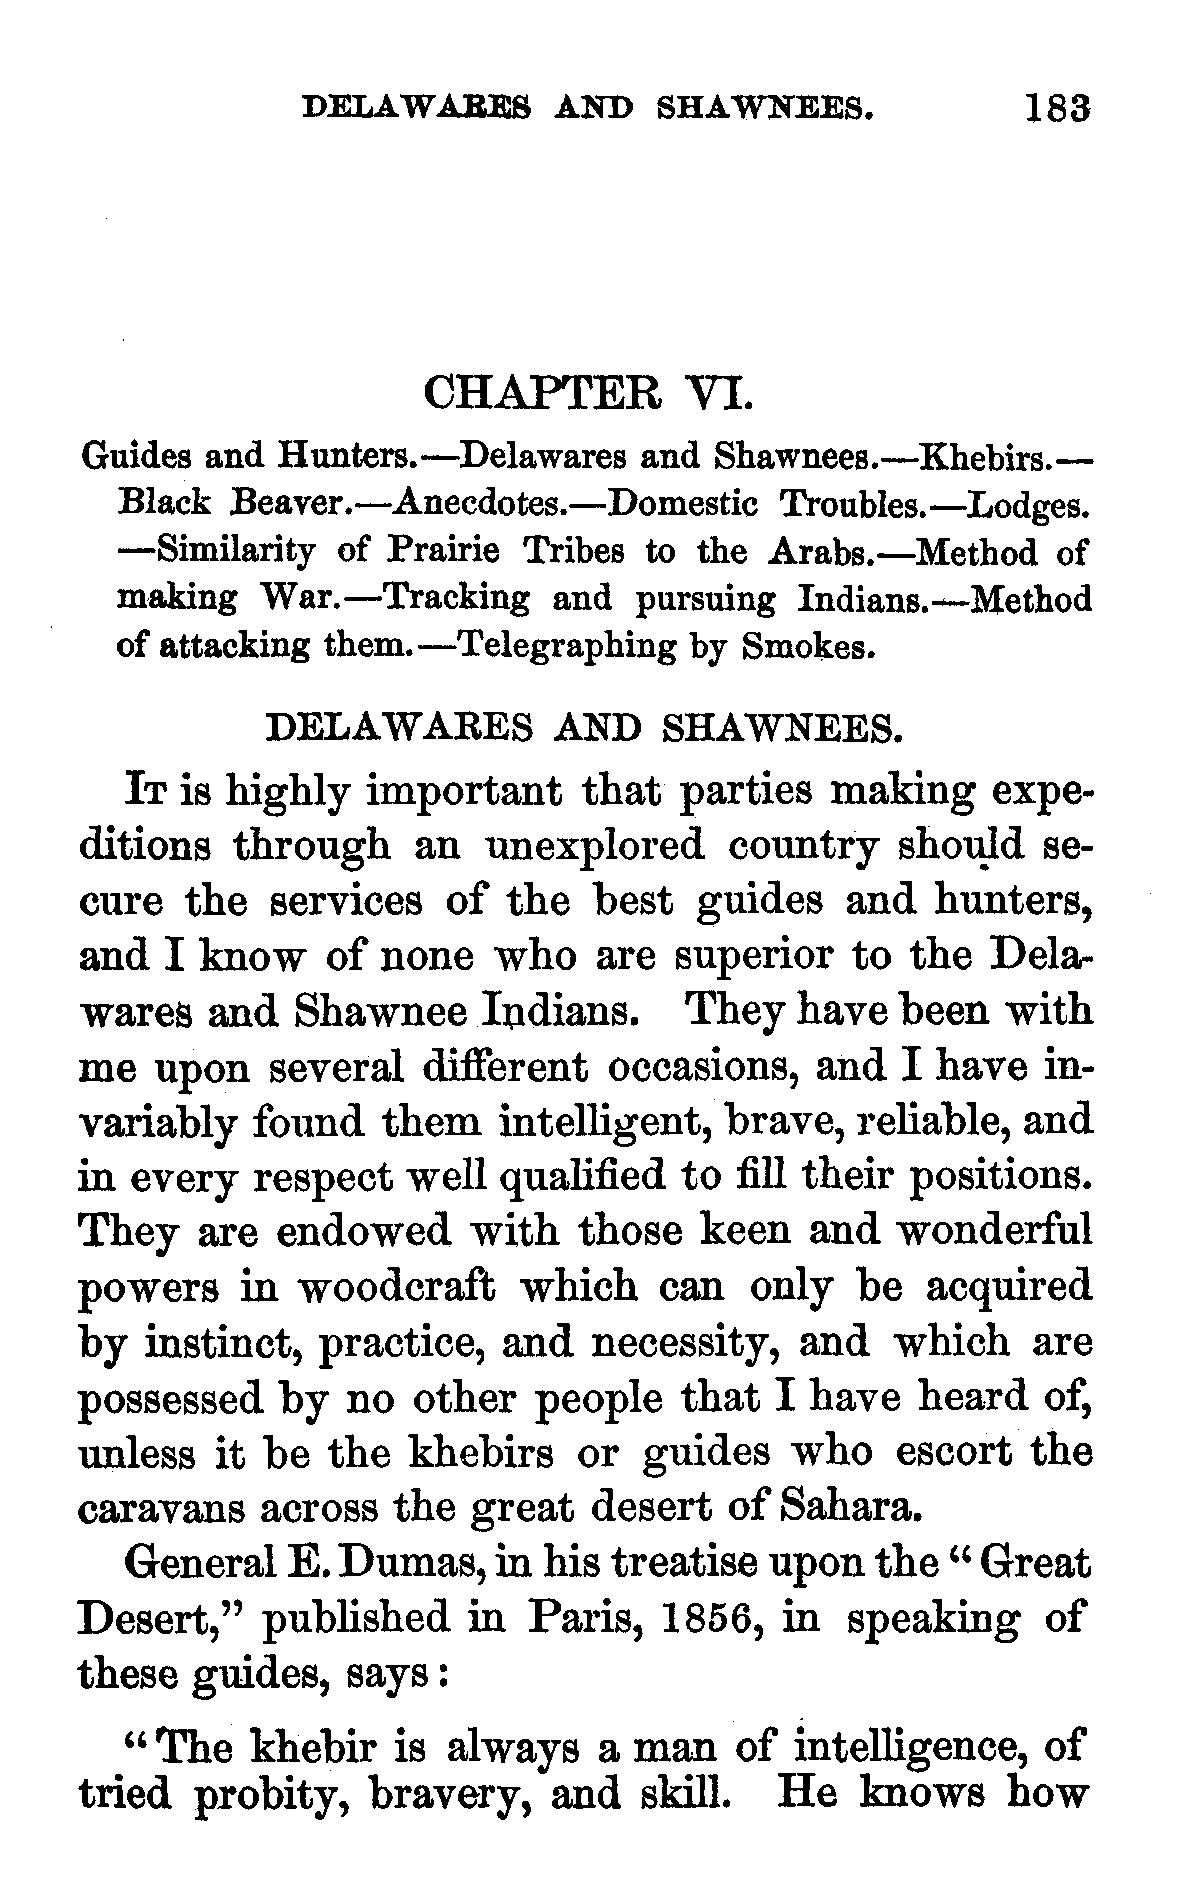 DELAWARES AND SHAWNEES. 183
CHAPTER VI.
Guides and Hunters.—Delawares and Shawnees.—Khebirs.—
Black Beaver.—Anecdotes.—Domestic Troubles.—Lodges.
—Similarity of Prairie Tribes to the Arabs.—Method of
making War.—Tracking and pursuing Indians.—Method
of attacking them.—Telegraphing by Smokes.
DELAWARES AND SHAWNEES.
IT is highly important that parties making expe-
ditions through an unexplored country should se-
cure the services of the best guides and hunters,
and I know of none who are superior to the Dela-
wares and Shawnee Indians. They have been with
me upon several different occasions, and I have in-
variably found them intelligent, brave, reliable, and
in every respect well qualified to fill their positions.
They are endowed with those keen and wonderful
powers in woodcraft which can only be acquired
by instinct, practice, and necessity, and which are
possessed by no other people that I have heard of,
unless it be the khebirs or guides who escort the
caravans across the great desert of Sahara.
General E. Dumas, in his treatise upon the “Great
Desert,” published in Paris, 1856, in speaking of
these guides, says:
“The khebir is always a man of intelligence, of
tried probity, bravery, and skill. He knows how